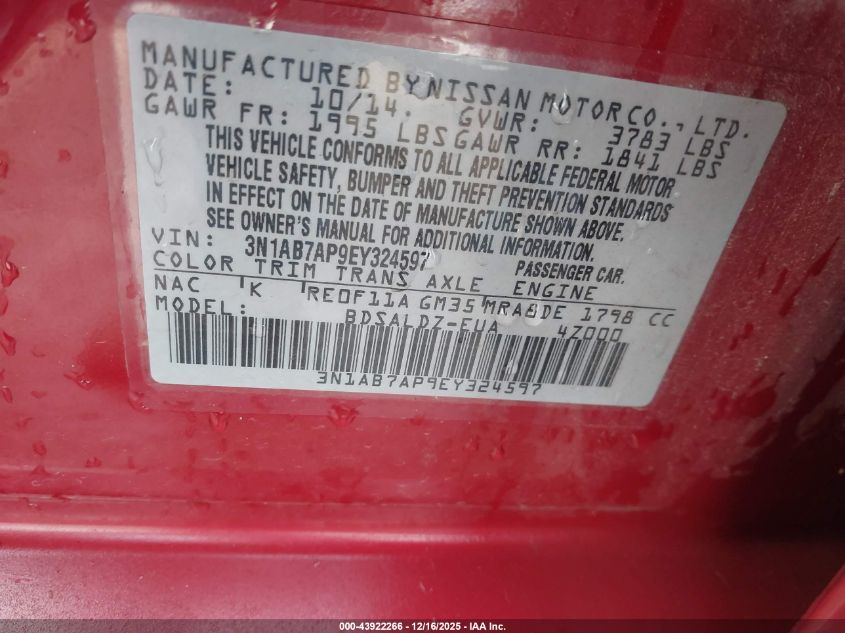 MANUFACTURED BY NISSAN MOTOR CO., LTD.
DATE: 10/14 GVWR: 3783 LBS
GAWR FR: 1995 LBS GAWR RR: 1841 LBS
THIS VEHICLE CONFORMS TO ALL APPLICABLE FEDERAL MOTOR
VEHICLE SAFETY, BUMPER AND THEFT PREVENTION STANDARDS
IN EFFECT ON THE DATE OF MANUFACTURE SHOWN ABOVE.
SEE OWNER'S MANUAL FOR ADDITIONAL INFORMATION.
VIN: 3N1AB7AP9EY324597 PASSENGER CAR.
COLOR TRIM TRANS AXLE ENGINE
NAC K RE0F11A GM35 MRA8DE 1798 CC
MODEL: BDSALDZ-EUA 4Z000
3N1AB7AP9EY324597
000-43922266 - 12/16/2025 - IAA Inc.